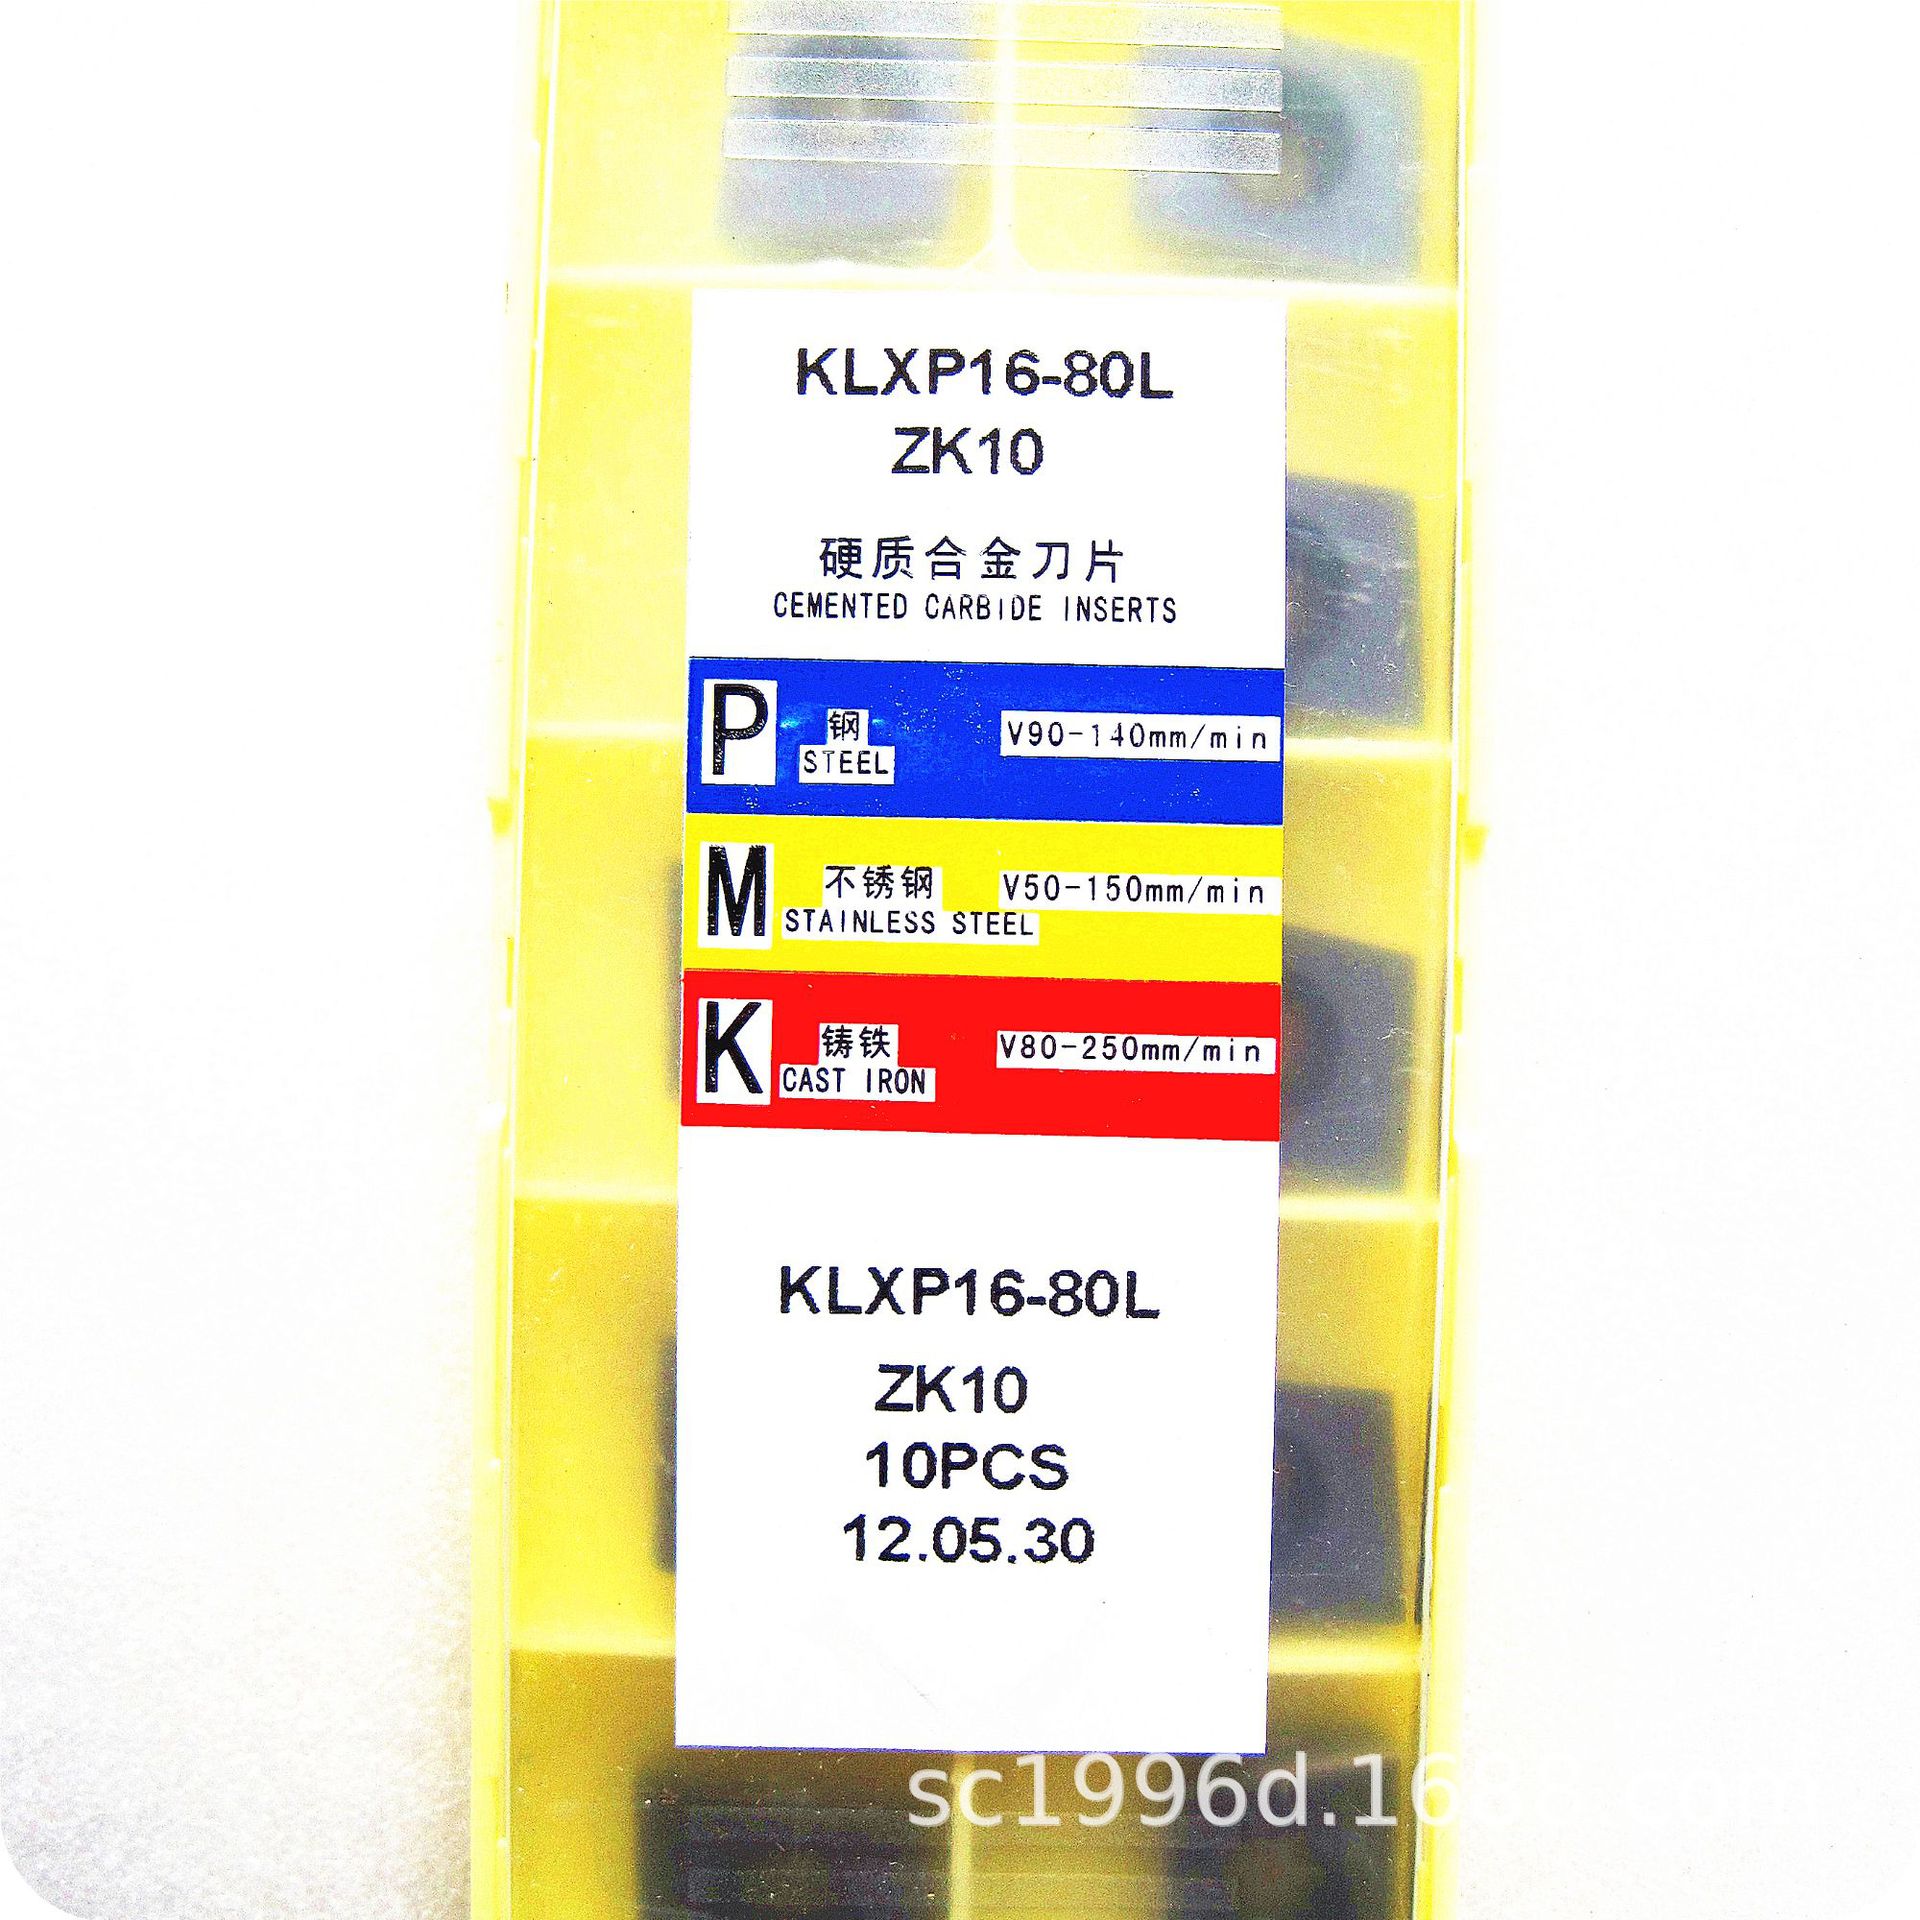 KLXP16-80L
ZK10
硬质合金刀片
CEMENTED CARBIDE INSERTS
P 钢 V90-140mm/min
STEEL
M 不锈钢 V50-150mm/min
STAINLESS STEEL
K 铸铁 V80-250mm/min
CAST IRON
KLXP16-80L
ZK10
10PCS
12.05.30